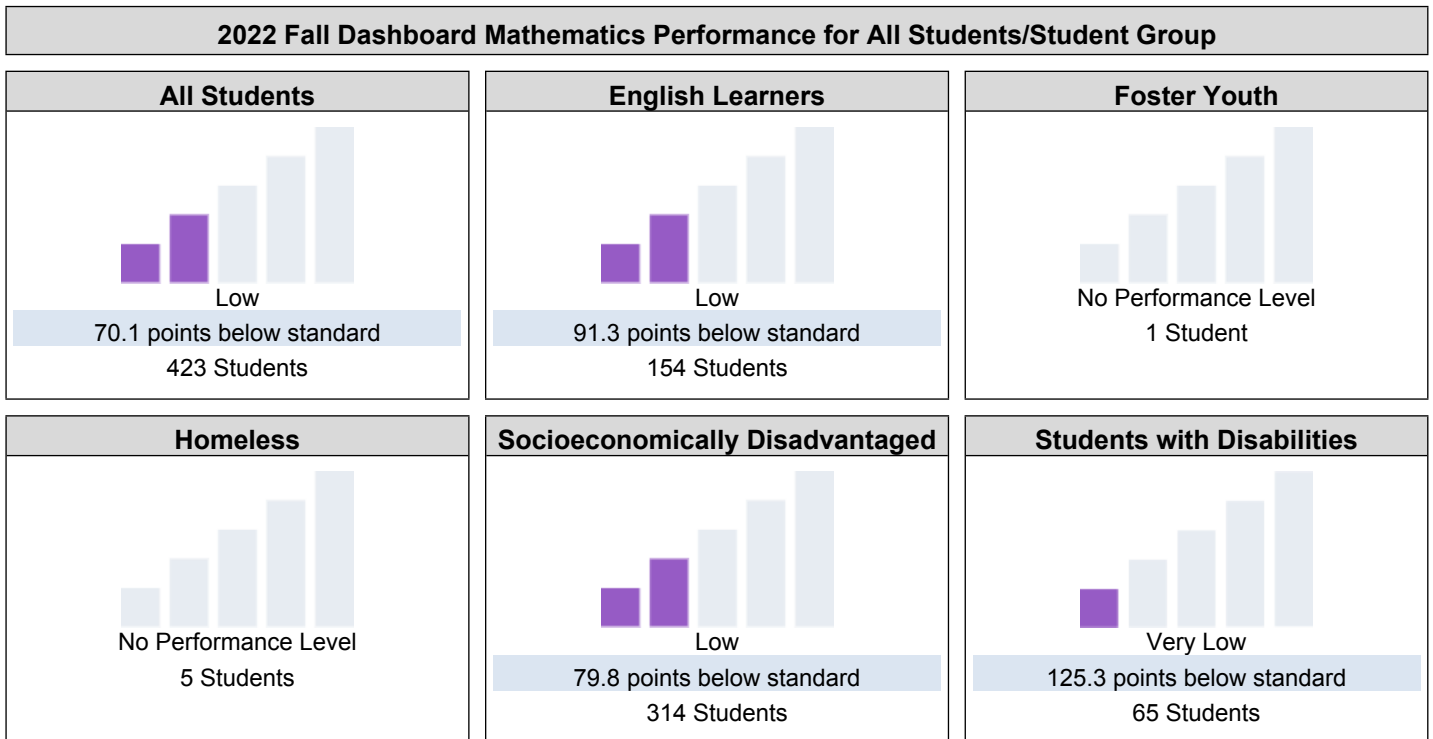 2022 Fall Dashboard Mathematics Performance for All Students/Student Group
All Students
Low
70.1 points below standard
423 Students
English Learners
Low
91.3 points below standard
154 Students
Foster Youth
No Performance Level
1 Student
Homeless
No Performance Level
5 Students
Socioeconomically Disadvantaged
Low
79.8 points below standard
314 Students
Students with Disabilities
Very Low
125.3 points below standard
65 Students